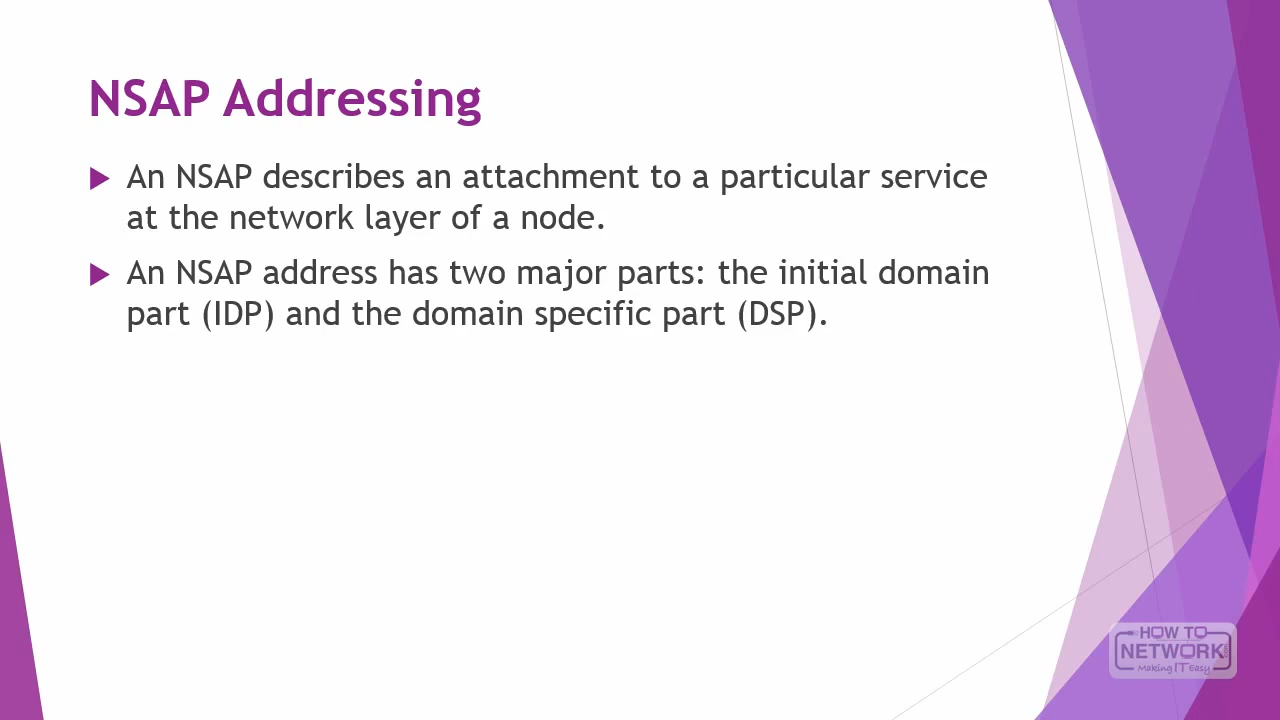 NSAP Addressing
An NSAP describes an attachment to a particular service
at the network layer of a node.
An NSAP address has two major parts: the initial domain
part (IDP) and the domain specific part (DSP).
HOW TO
NETWORK.com
Making IT Easy